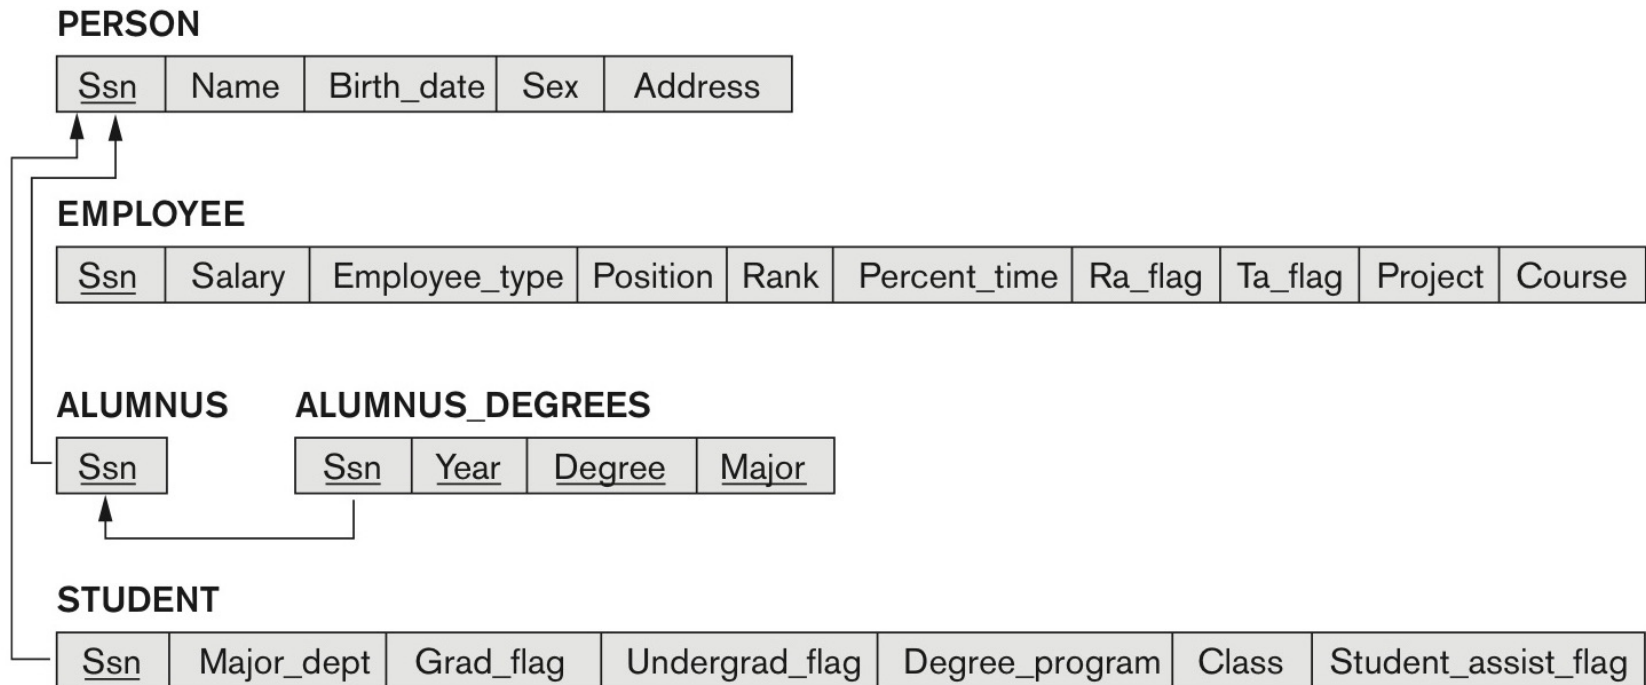 PERSON
Ssn Name Birth_date Sex Address
EMPLOYEE
Ssn Salary Employee_type Position Rank Percent_time Ra_flag Ta_flag Project Course
ALUMNUS ALUMNUS_DEGREES
Ssn Ssn Year Degree Major
STUDENT
Ssn Major_dept Grad_flag Undergrad_flag Degree_program Class Student_assist_flag